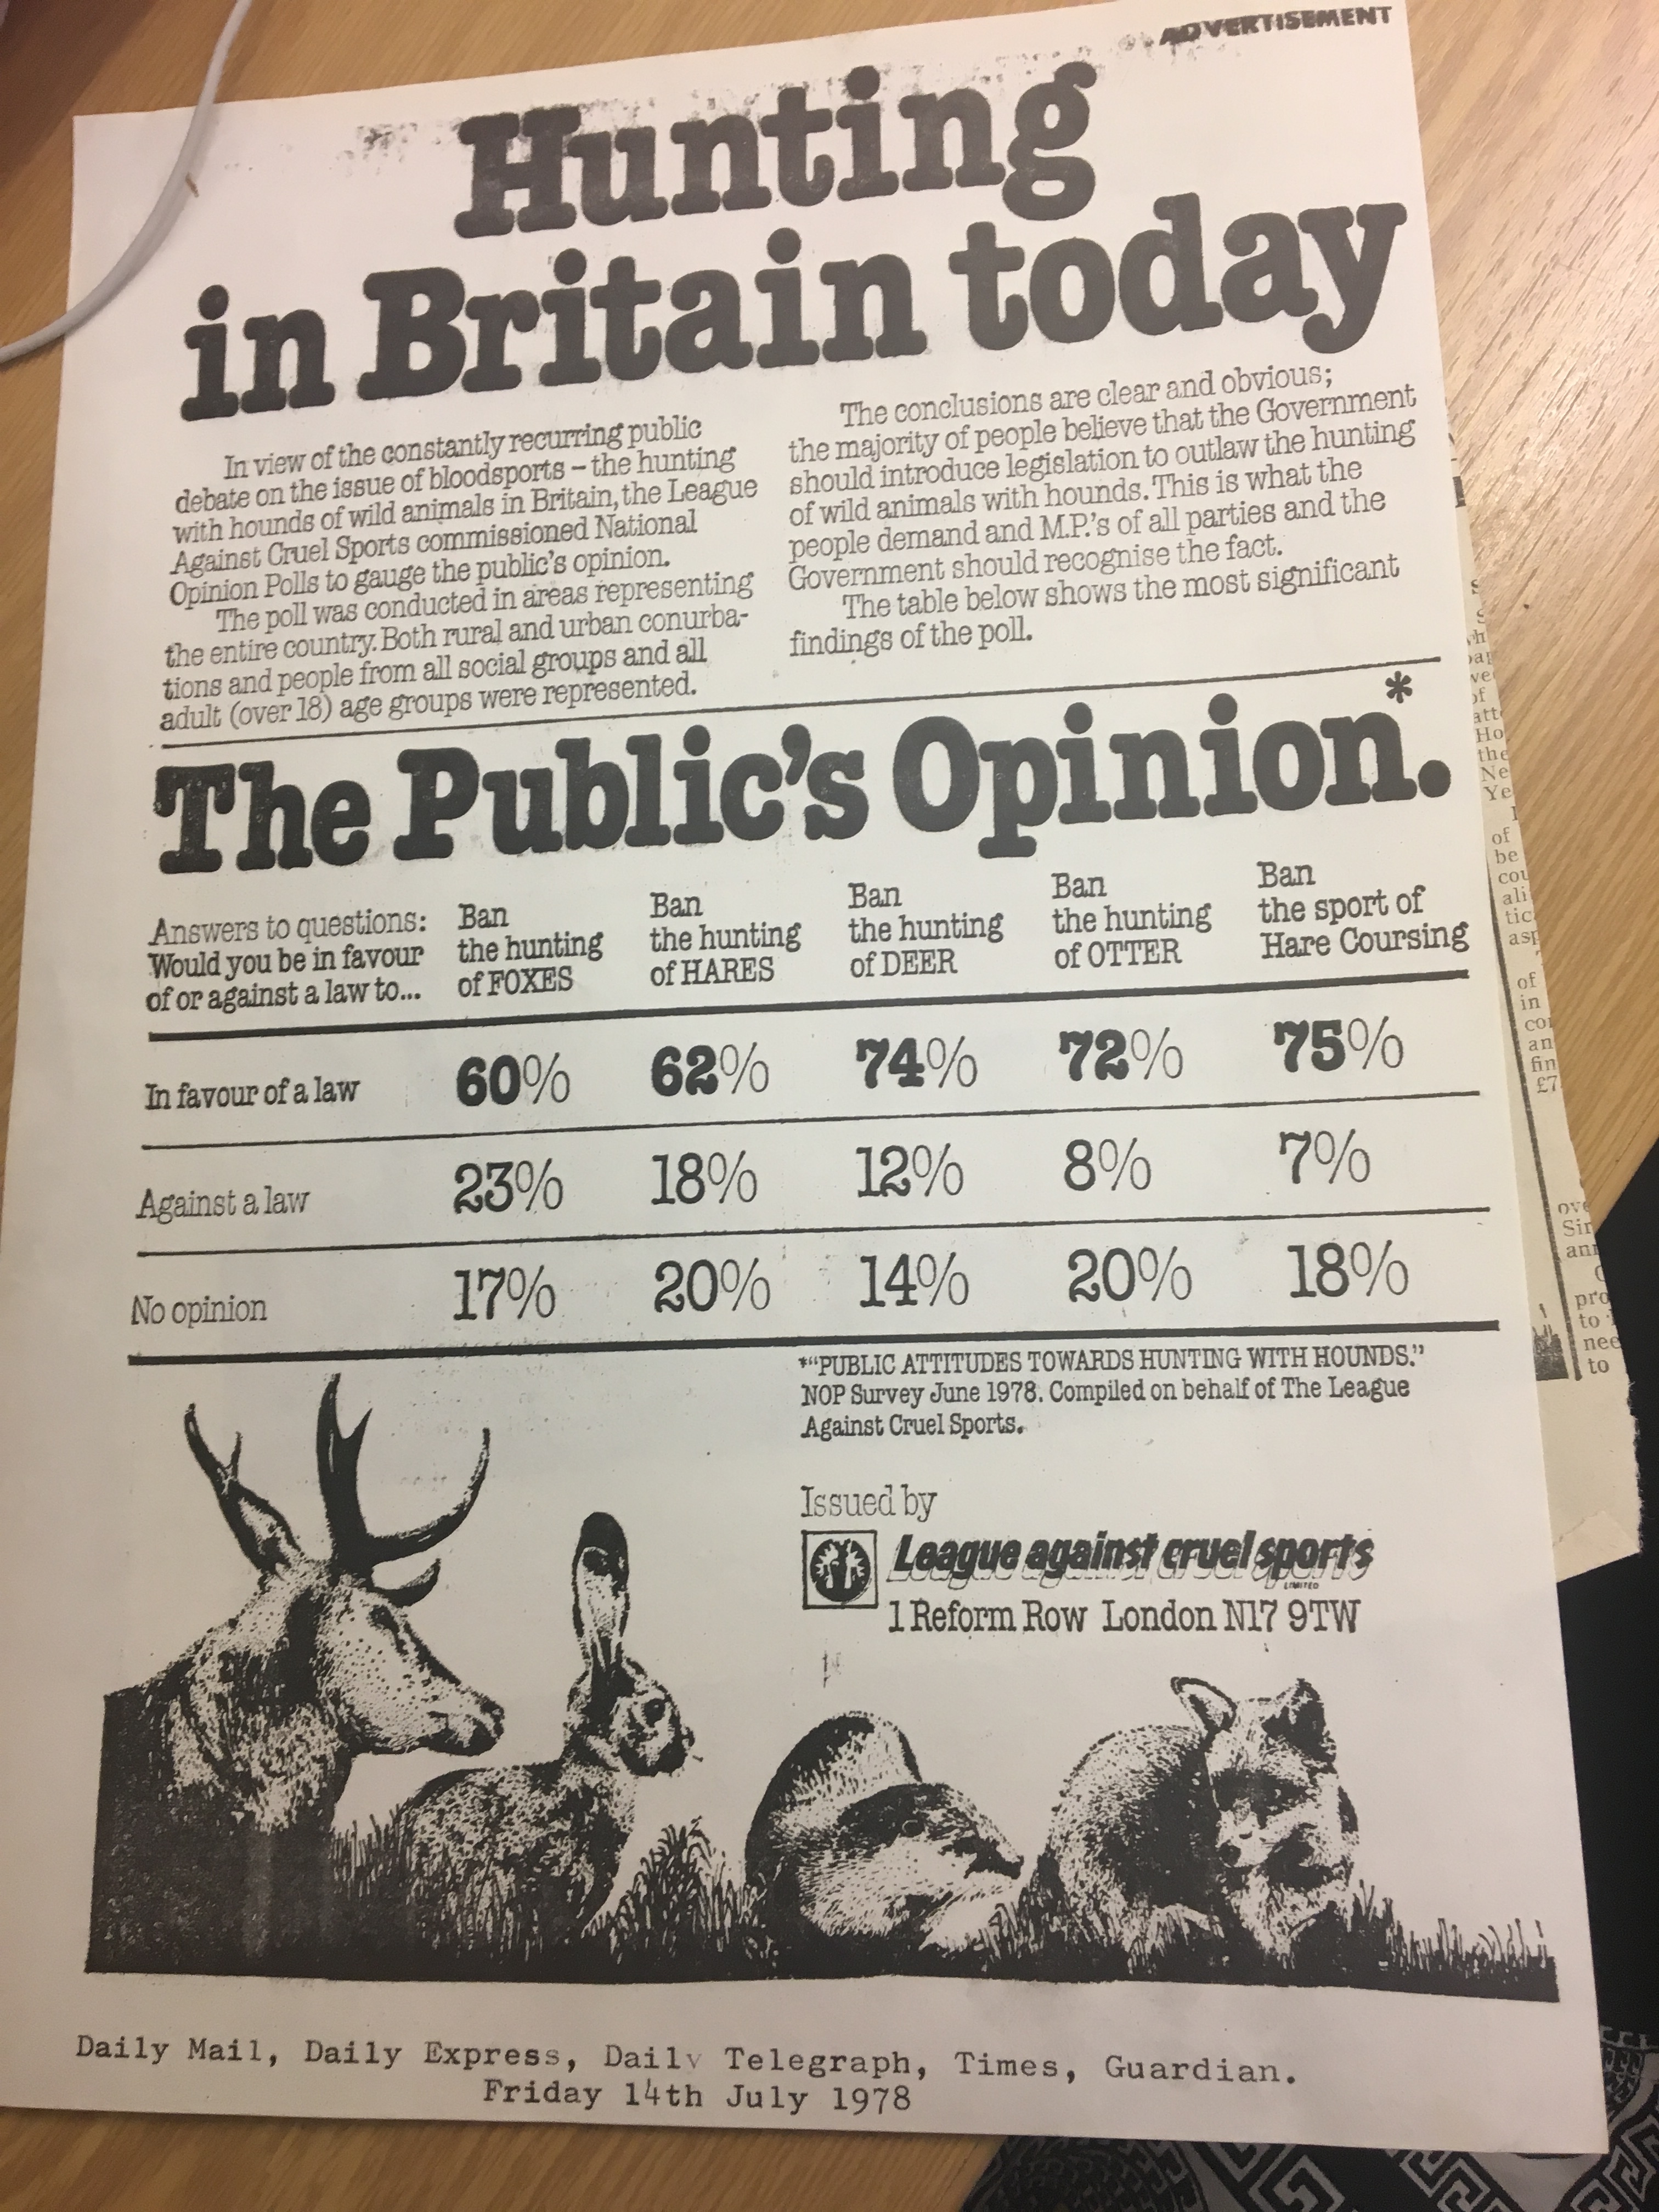 ADVERTISEMENT
Hunting
in Britain today
In view of the constantly recurring public
debate on the issue of bloodsports – the hunting
with hounds of wild animals in Britain, the League
Against Cruel Sports commissioned National
Opinion Polls to gauge the public's opinion.
The poll was conducted in areas representing
the entire country. Both rural and urban conurba-
tions and people from all social groups and all
adult (over 18) age groups were represented.
The conclusions are clear and obvious;
the majority of people believe that the Government
should introduce legislation to outlaw the hunting
of wild animals with hounds. This is what the
people demand and M.P.'s of all parties and the
Government should recognise the fact.
The table below shows the most significant
findings of the poll.
The Public's Opinion.*
Answers to questions:
Would you be in favour
of or against a law to...
Ban
the hunting
of FOXES
Ban
the hunting
of HARES
Ban
the hunting
of DEER
Ban
the hunting
of OTTER
Ban
the sport of
Hare Coursing
In favour of a law 60% 62% 74% 72% 75%
Against a law 23% 18% 12% 8% 7%
No opinion 17% 20% 14% 20% 18%
*"PUBLIC ATTITUDES TOWARDS HUNTING WITH HOUNDS."
NOP Survey June 1978. Compiled on behalf of The League
Against Cruel Sports.
Issued by
League against cruel sports
LIMITED
1 Reform Row London N17 9TW
Daily Mail, Daily Express, Daily Telegraph, Times, Guardian.
Friday 14th July 1978
of
the
of
be
of
in
an
£7
to
to